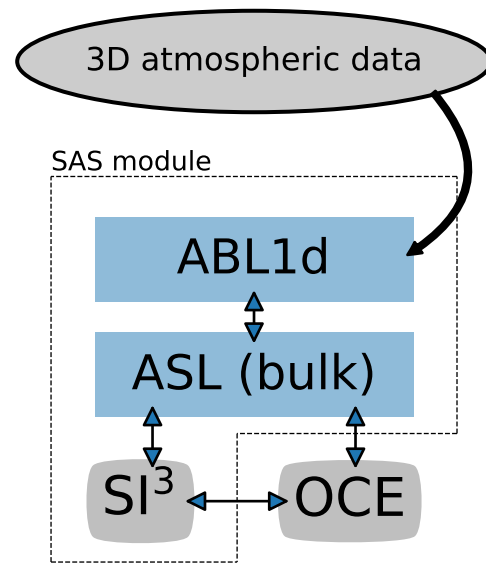 3D atmospheric data
SAS module
ABL1d
ASL (bulk)
SI³
OCE